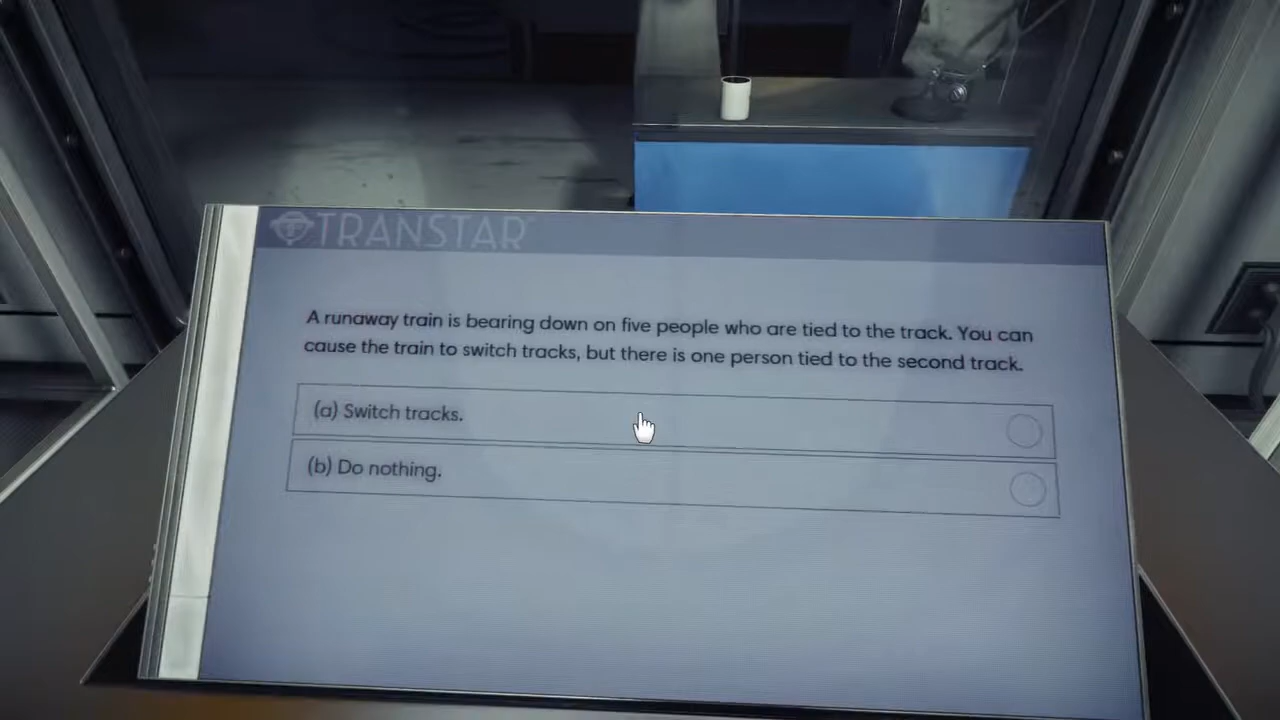 TRANSTAR
A runaway train is bearing down on five people who are tied to the track. You can
cause the train to switch tracks, but there is one person tied to the second track.
(a) Switch tracks.
(b) Do nothing.